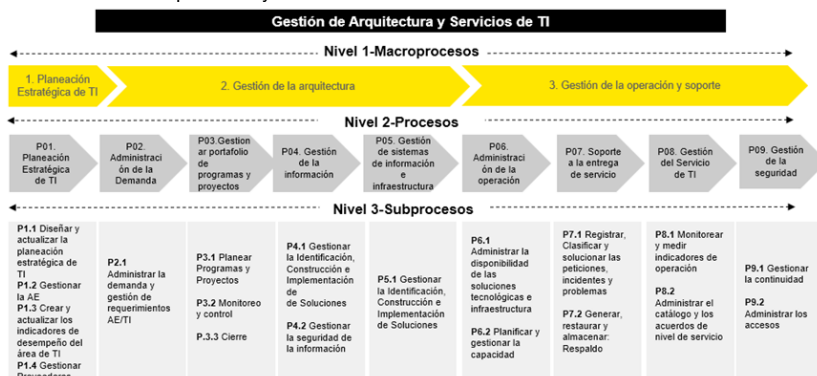 Gestión de Arquitectura y Servicios de TI
Nivel 1-Macroprocesos
1. Planeación
Estratégica de TI
2. Gestión de la arquitectura
3. Gestión de la operación y soporte
Nivel 2-Procesos
P01.
Planeación
Estratégica
de TI
P02.
Administraci
ón de la
Demanda
P03.Gestion
ar portafolio
de
programas y
proyectos
P04. Gestión
de la
información
P05. Gestión
de sistemas
de información
e
infraestructura
P06.
Administraci
ón de la
operación
P07. Soporte
a la entrega
de servicio
P08. Gestión
del Servicio
de TI
P09. Gestión
de la
seguridad
Nivel 3-Subprocesos
P1.1 Diseñar y
actualizar la
planeación
estratégica de
TI
P1.2 Gestionar
la AE
P1.3 Crear y
actualizar los
indicadores de
desempeño del
área de TI
P1.4 Gestionar
P2.1
Administrar la
demanda y
gestión de
requerimientos
AE/TI
P3.1 Planear
Programas y
Proyectos
P3.2 Monitoreo
y control
P.3.3 Cierre
P4.1 Gestionar
la Identificación,
Construcción e
Implementación
de
de Soluciones
P4.2 Gestionar
la seguridad de
la información
P5.1 Gestionar
la Identificación,
Construcción e
Implementación
de Soluciones
P6.1
Administrar la
disponibilidad
de las
soluciones
tecnológicas e
infraestructura
P6.2 Planificar y
gestionar la
capacidad
P7.1 Registrar,
Clasificar y
solucionar las
peticiones,
incidentes y
problemas
P7.2 Generar,
restaurar y
almacenar:
Respaldo
P8.1 Monitorear
y medir
indicadores de
operación
P8.2
Administrar el
catálogo y los
acuerdos de
nivel de servicio
P9.1 Gestionar
la continuidad
P9.2
Administrar los
accesos